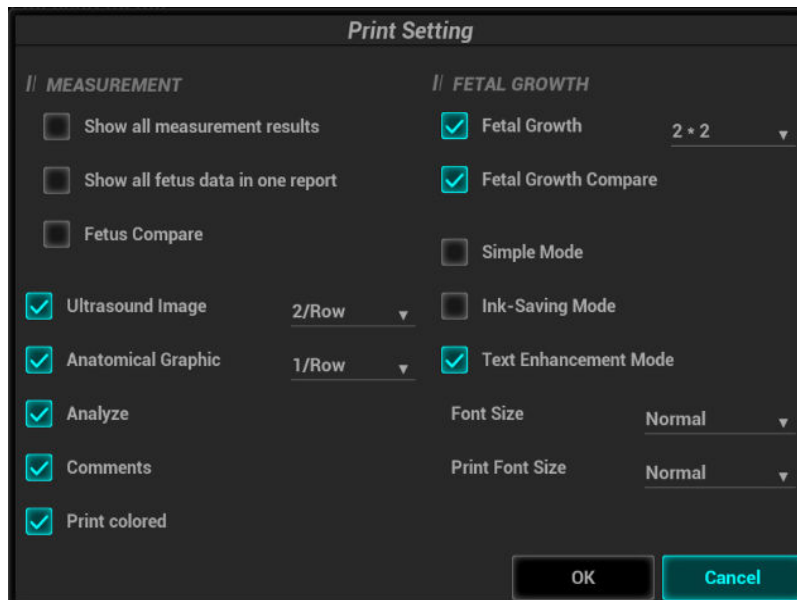 Print Setting
MEASUREMENT
Show all measurement results
Show all fetus data in one report
Fetus Compare
Ultrasound Image 2/Row
Anatomical Graphic 1/Row
Analyze
Comments
Print colored
FETAL GROWTH
Fetal Growth 2 * 2
Fetal Growth Compare
Simple Mode
Ink-Saving Mode
Text Enhancement Mode
Font Size Normal
Print Font Size Normal
OK Cancel